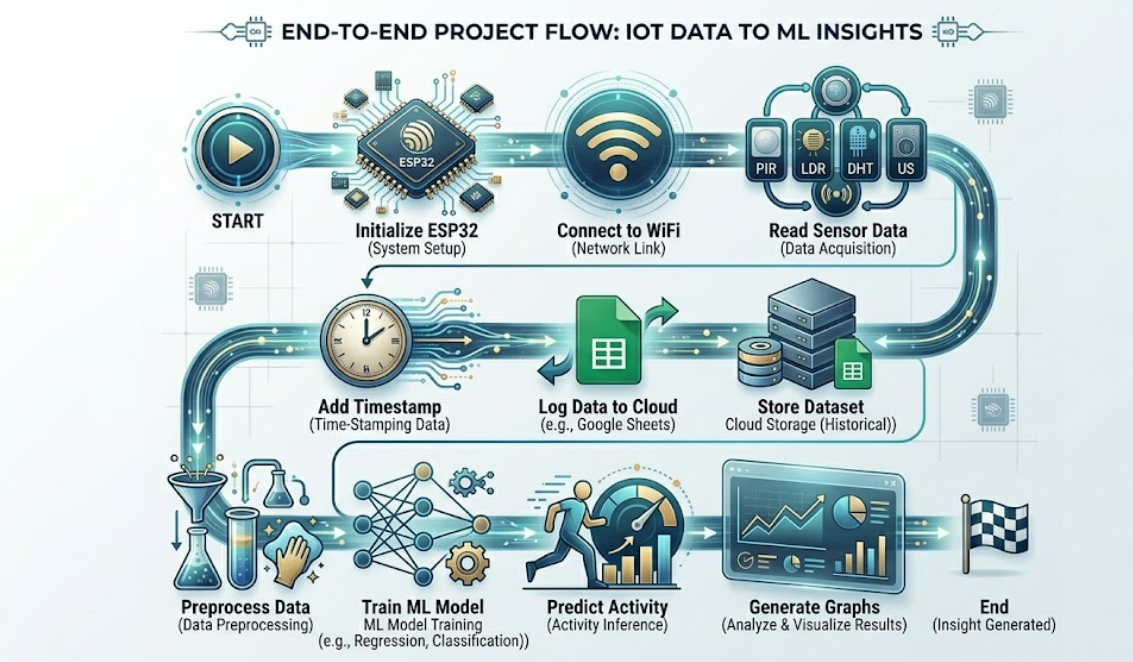 END-TO-END PROJECT FLOW: IOT DATA TO ML INSIGHTS
START
ESP32
Initialize ESP32
(System Setup)
Connect to WiFi
(Network Link)
PIR
LDR
DHT
US
Read Sensor Data
(Data Acquisition)
12
Add Timestamp
(Time-Stamping Data)
Log Data to Cloud
(e.g., Google Sheets)
Store Dataset
Cloud Storage (Historical))
Preprocess Data
(Data Preprocessing)
Train ML Model
ML Model Training
(e.g., Regression, Classification))
Predict Activity
(Activity Inference)
Generate Graphs
(Analyze & Visualize Results)
End
(Insight Generated)